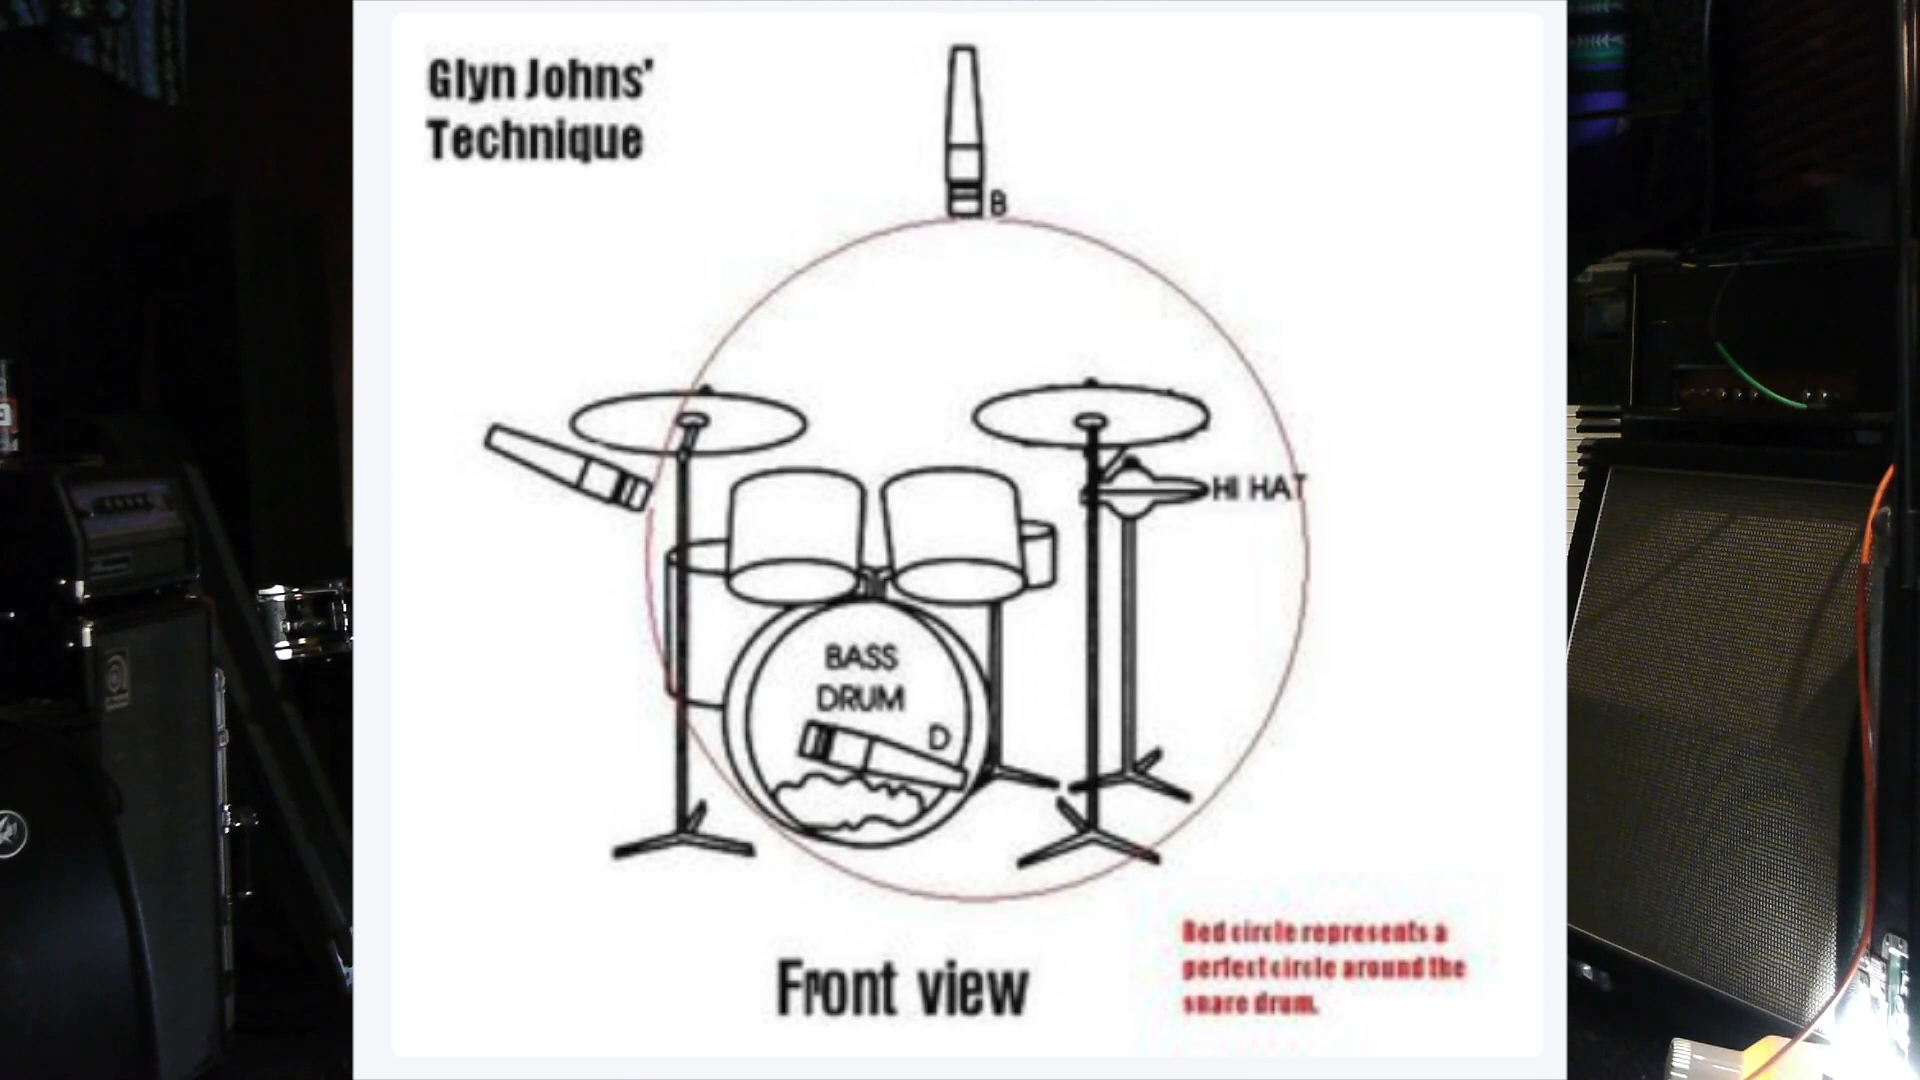 Glyn Johns'
Technique
B
HI HAT
BASS
DRUM
D
Front view
Red circle represents a
perfect circle around the
snare drum.